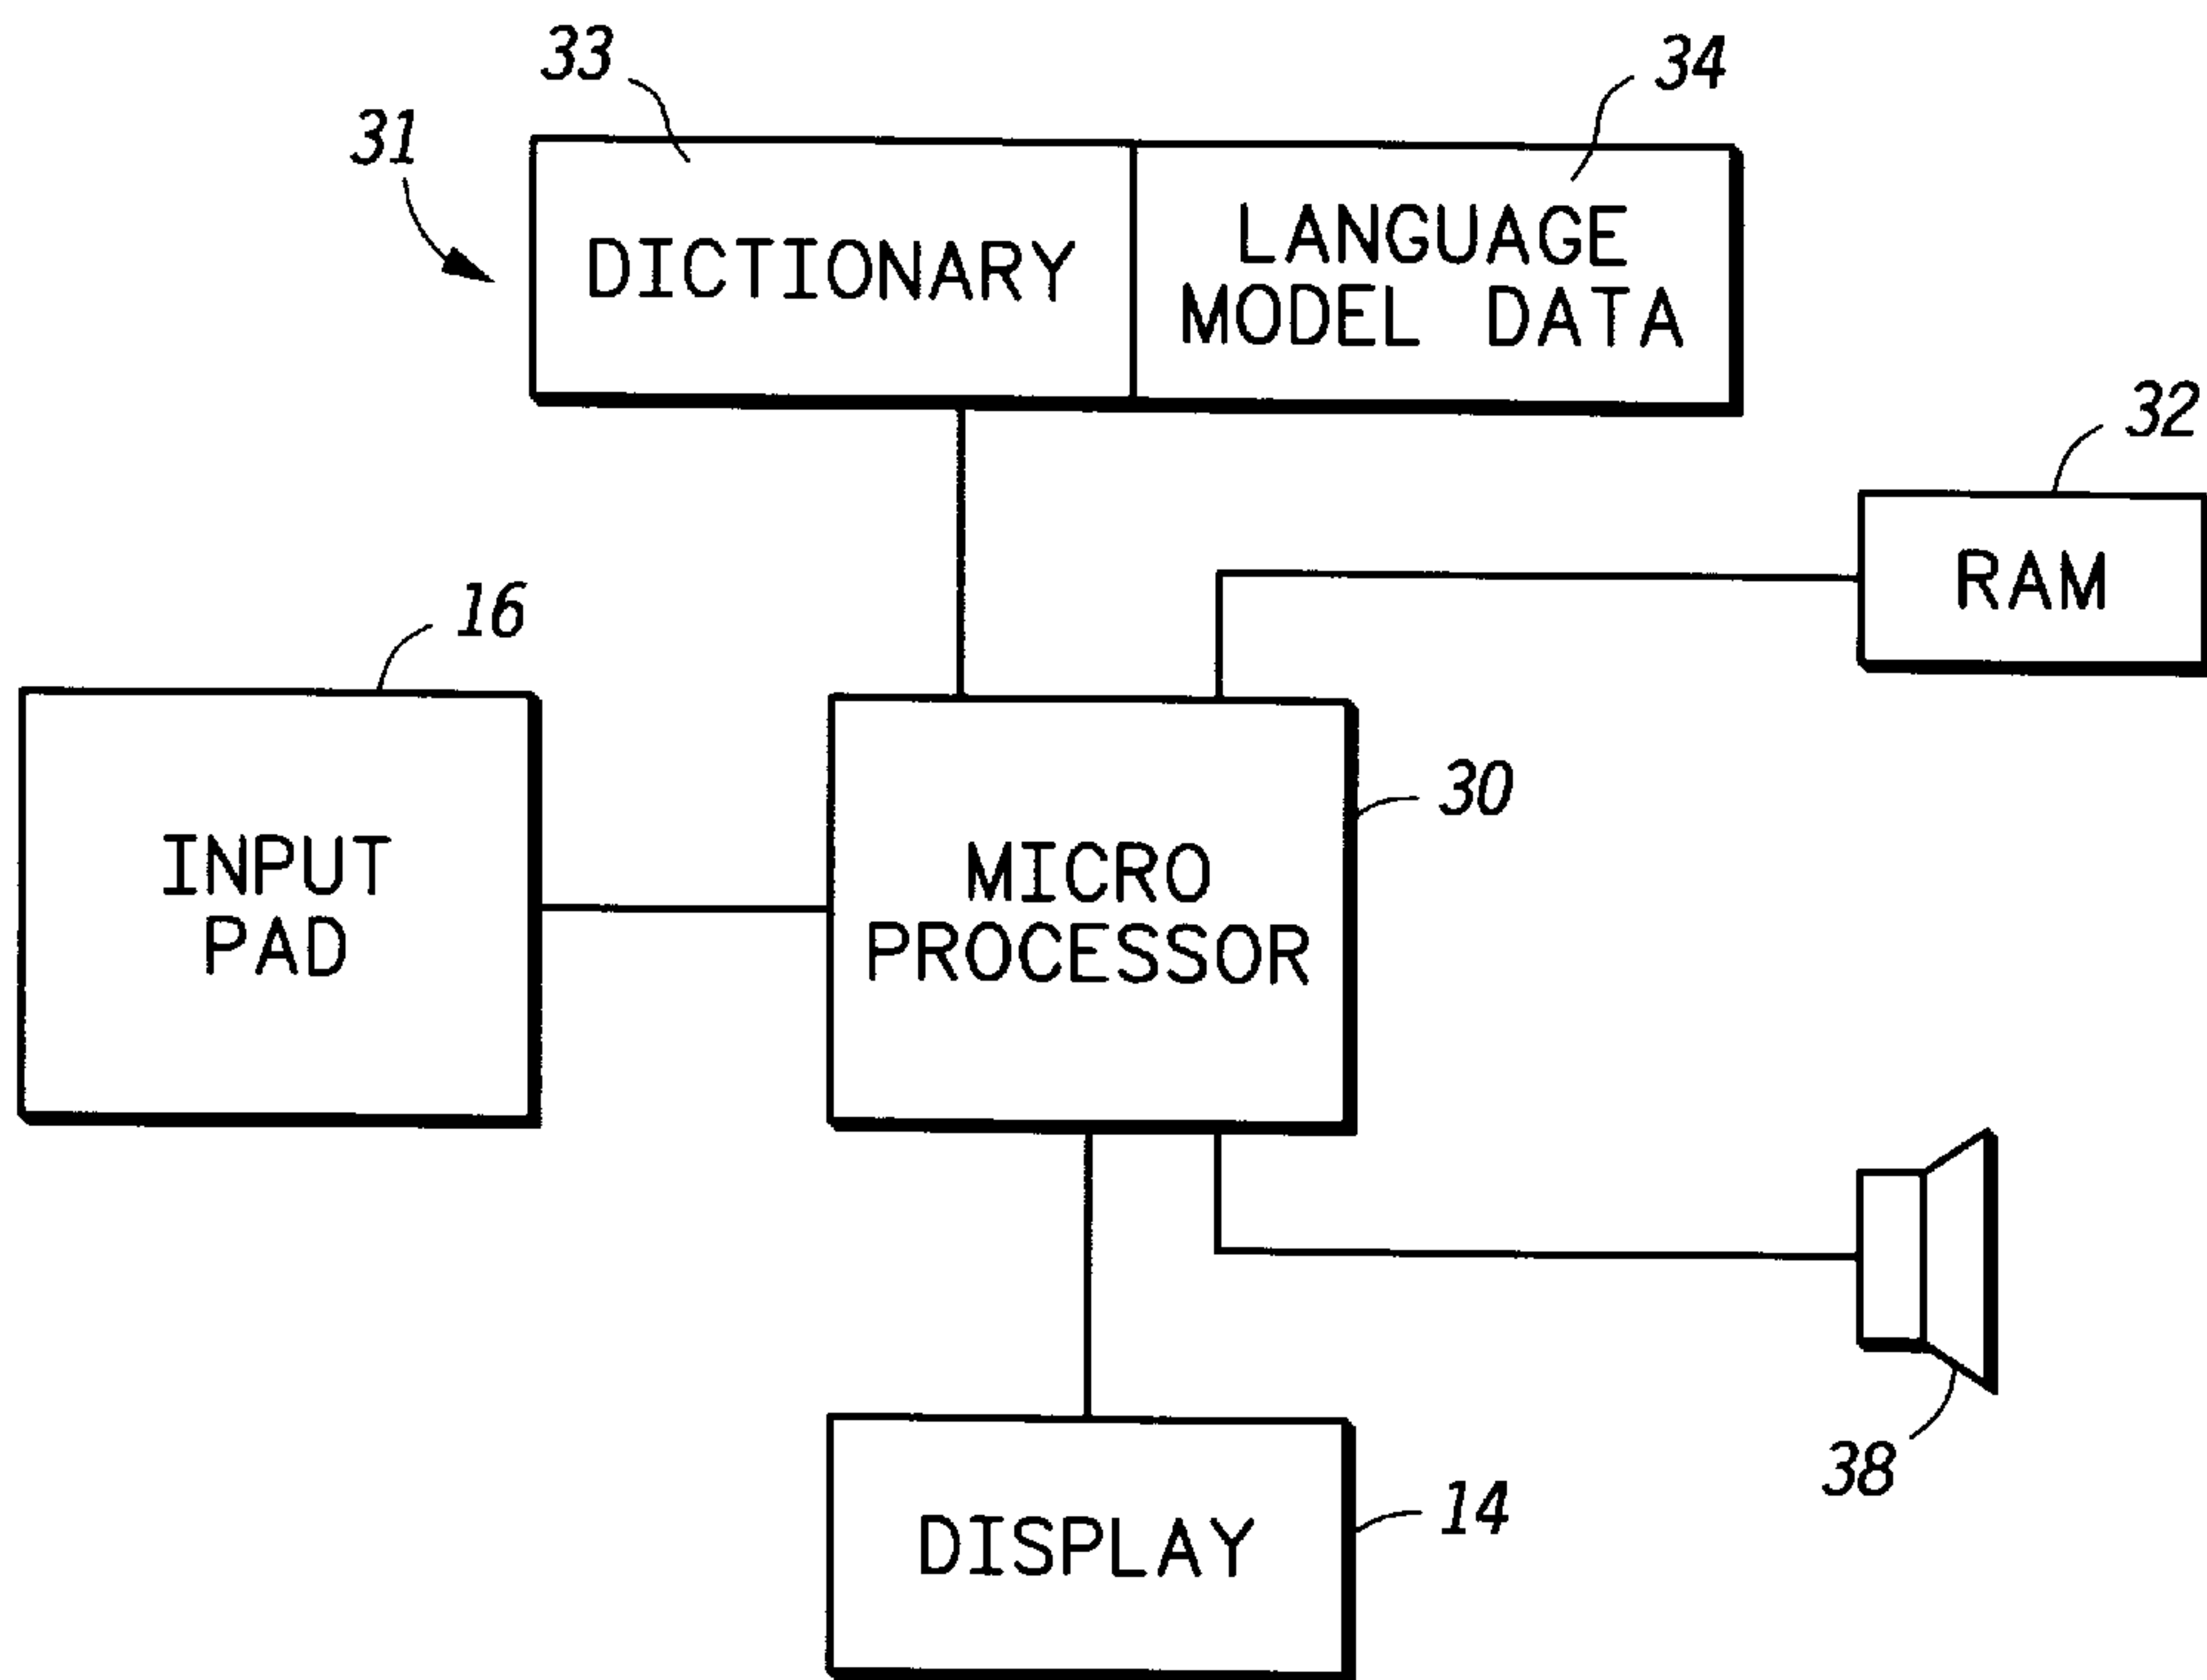 33
34
31
DICTIONARY
LANGUAGE
MODEL DATA
32
RAM
16
INPUT
PAD
30
MICRO
PROCESSOR
38
14
DISPLAY